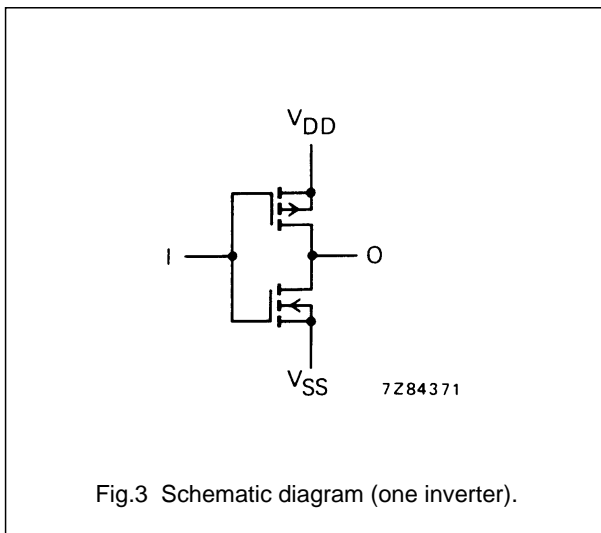 VDD
I
O
VSS
7Z84371
Fig.3 Schematic diagram (one inverter).